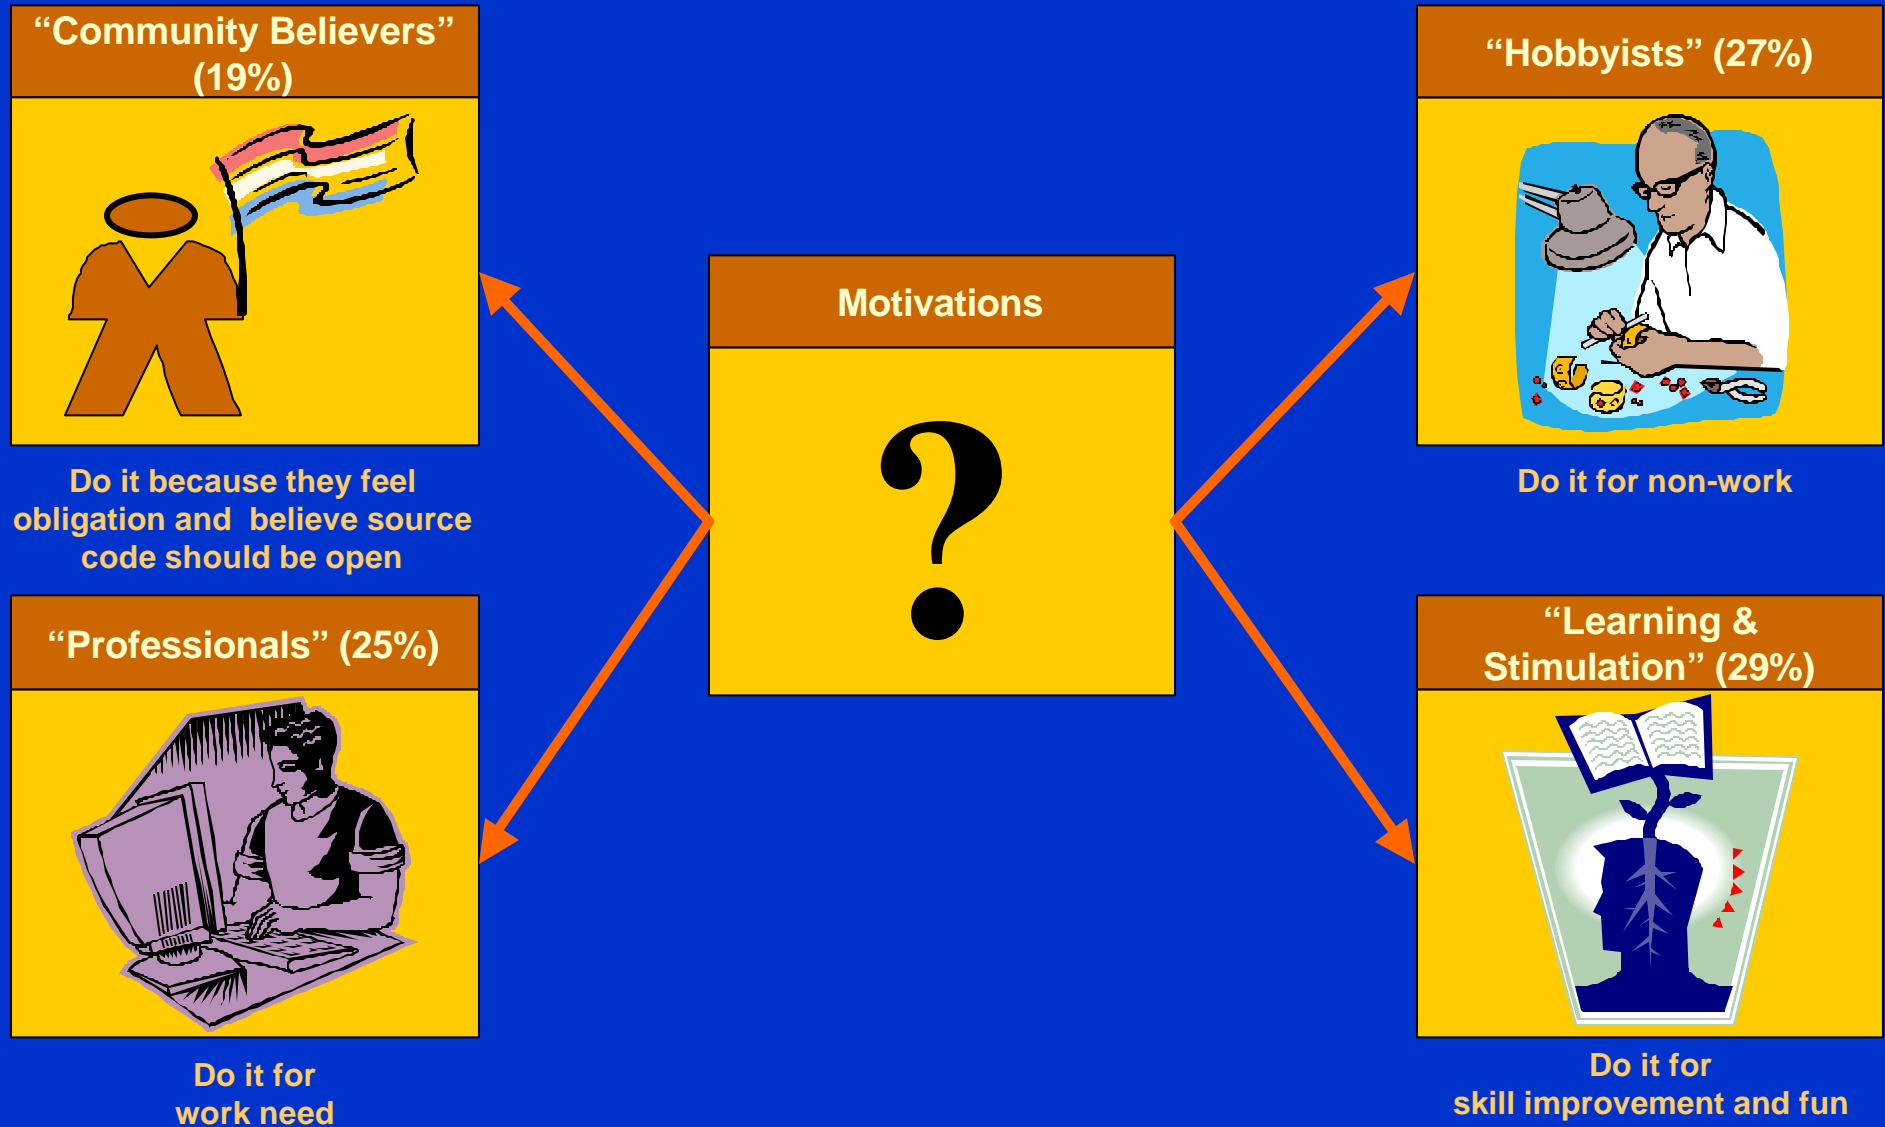 “Community Believers”
(19%)
Do it because they feel
obligation and  believe source
code should be open
“Professionals” (25%)
Do it for
work need
Motivations
?
“Hobbyists” (27%)
Do it for non-work
“Learning &
Stimulation” (29%)
Do it for
skill improvement and fun